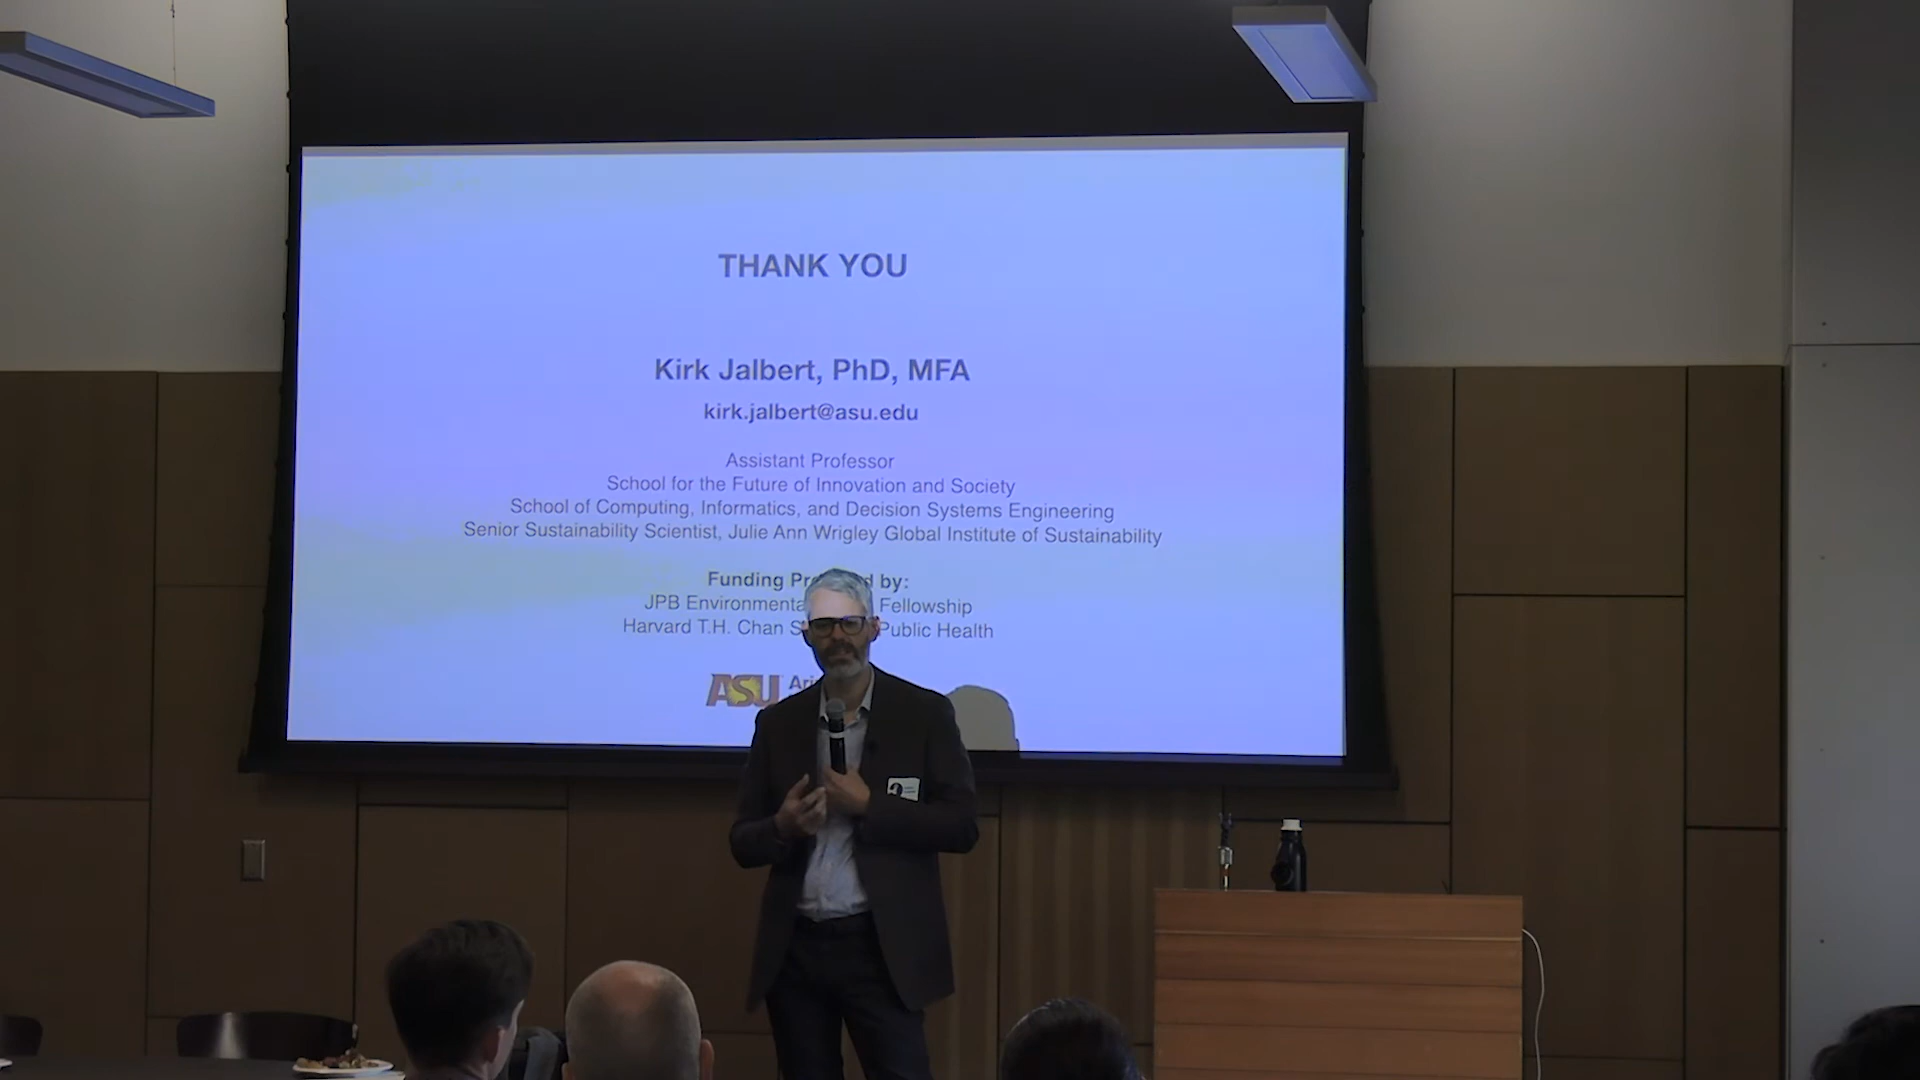 THANK YOU
Kirk Jalbert, PhD, MFA
kirk.jalbert@asu.edu
Assistant Professor
School for the Future of Innovation and Society
School of Computing, Informatics, and Decision Systems Engineering
Senior Sustainability Scientist, Julie Ann Wrigley Global Institute of Sustainability
Funding by:
JPB Fellowship
Harvard T.H. Chan Public Health
ASU